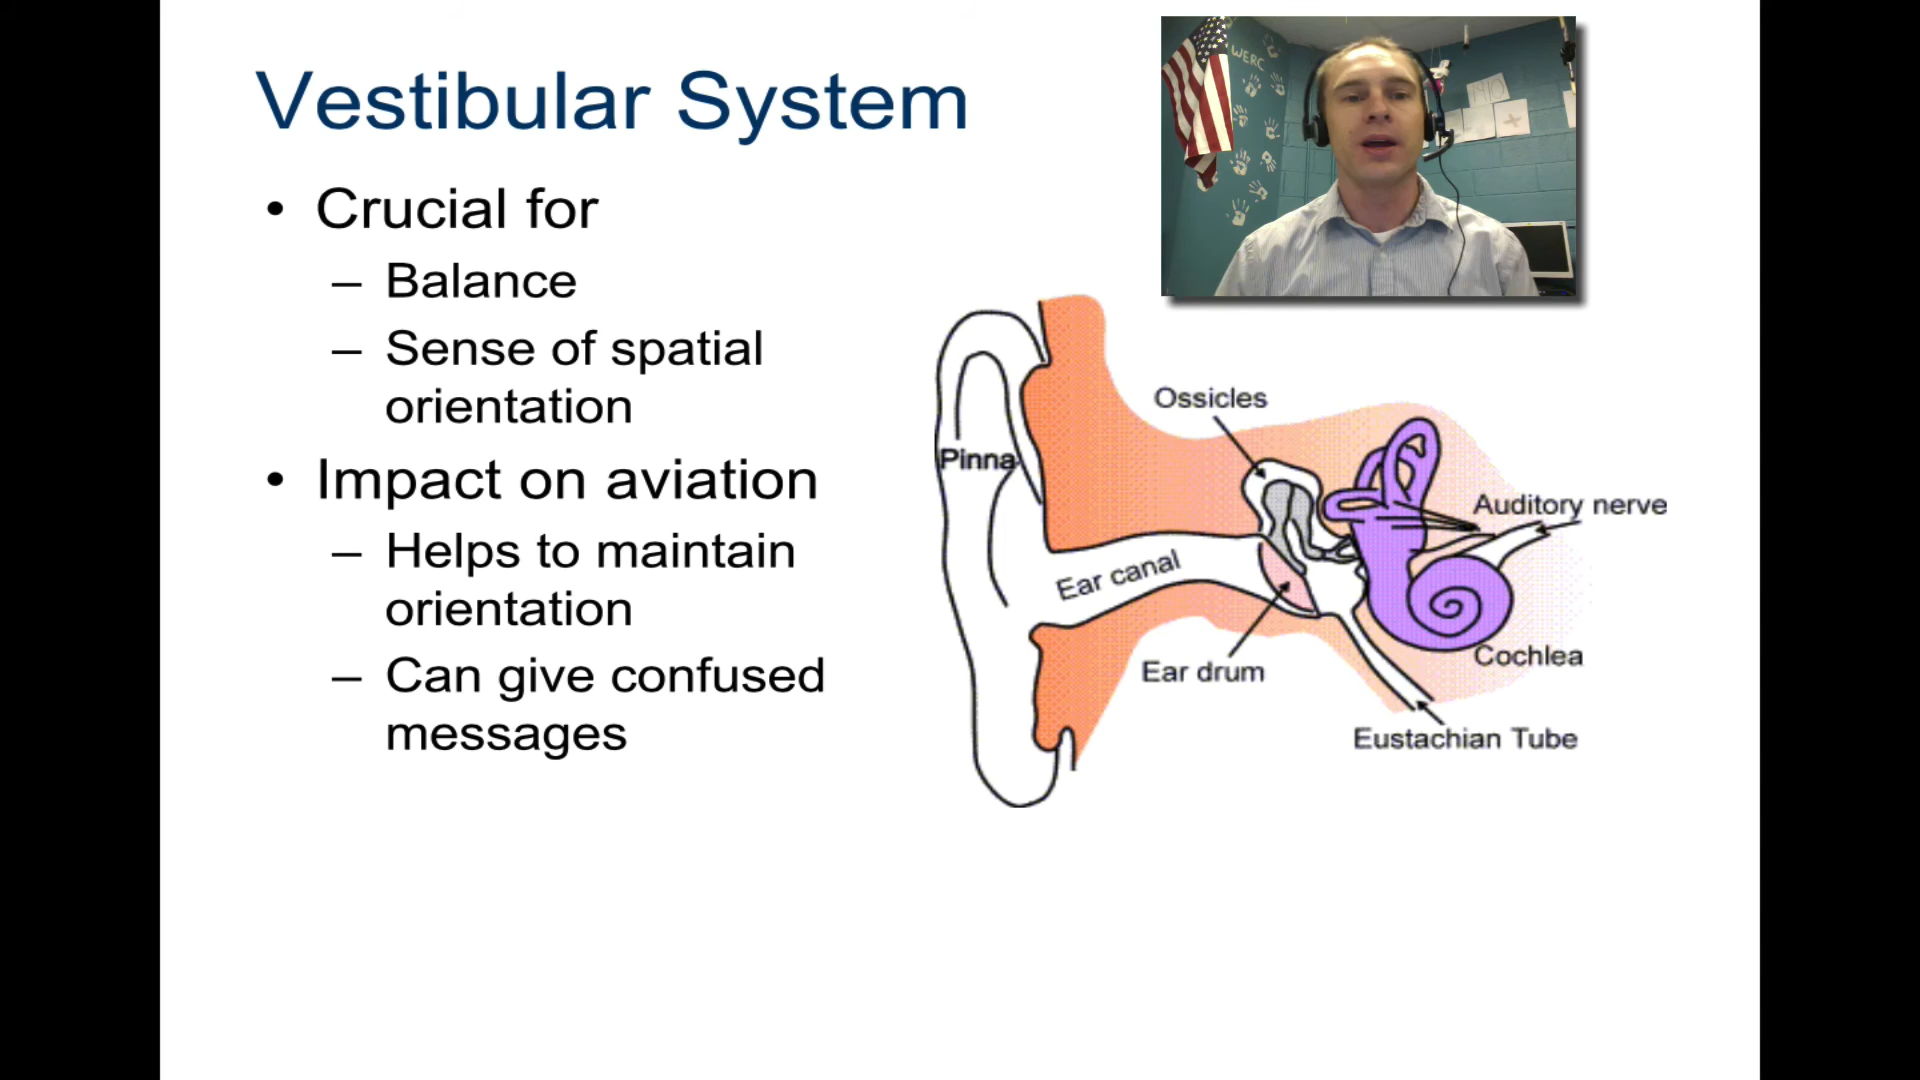 Vestibular System
• Crucial for
– Balance
– Sense of spatial
orientation
• Impact on aviation
– Helps to maintain
orientation
– Can give confused
messages
WERC
Ossicles
Pinna
Auditory nerve
Ear canal
Ear drum
Cochlea
Eustachian Tube